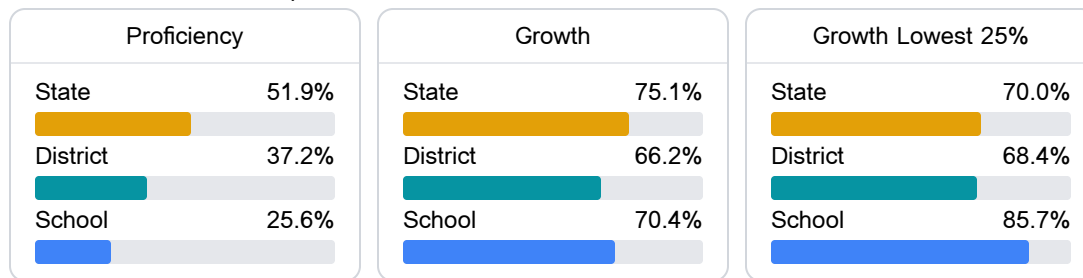 Proficiency
State 51.9%
District 37.2%
School 25.6%
Growth
State 75.1%
District 66.2%
School 70.4%
Growth Lowest 25%
State 70.0%
District 68.4%
School 85.7%